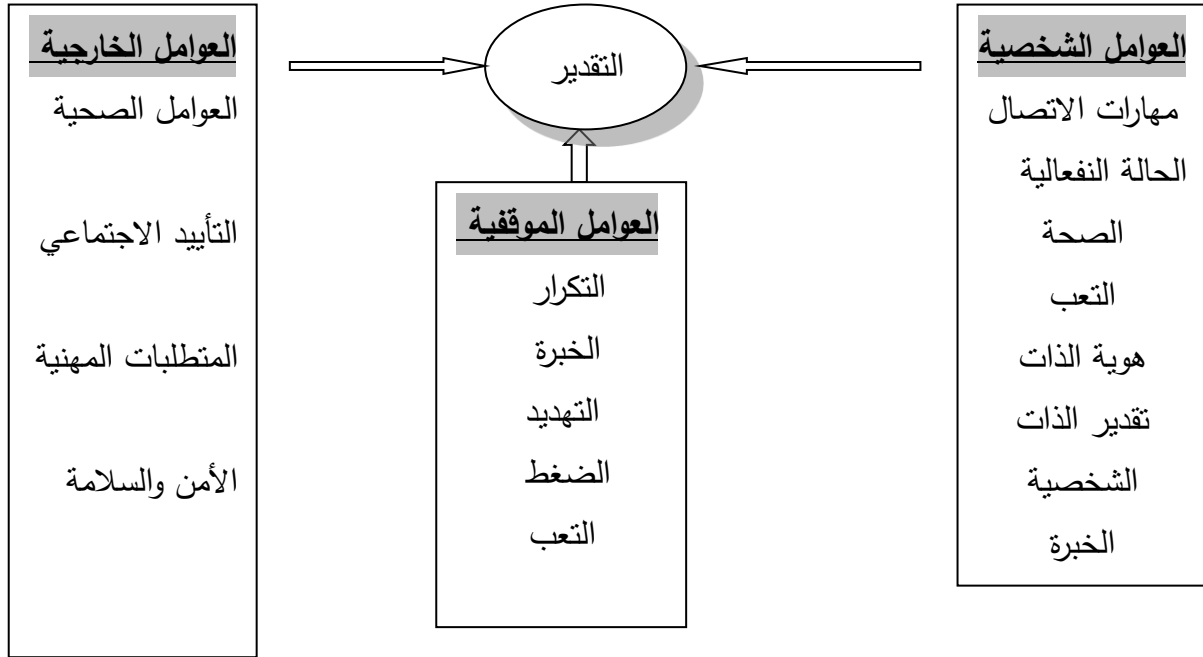 العوامل الشخصية
مهارات الاتصال
الحالة النفعالية
الصحة
التعب
هوية الذات
تقدير الذات
الشخصية
الخبرة
التقدير
العوامل الموقفية
التكرار
الخبرة
التهديد
الضغط
التعب
العوامل الخارجية
العوامل الصحية
التأييد الاجتماعي
المتطلبات المهنية
الأمن والسلامة